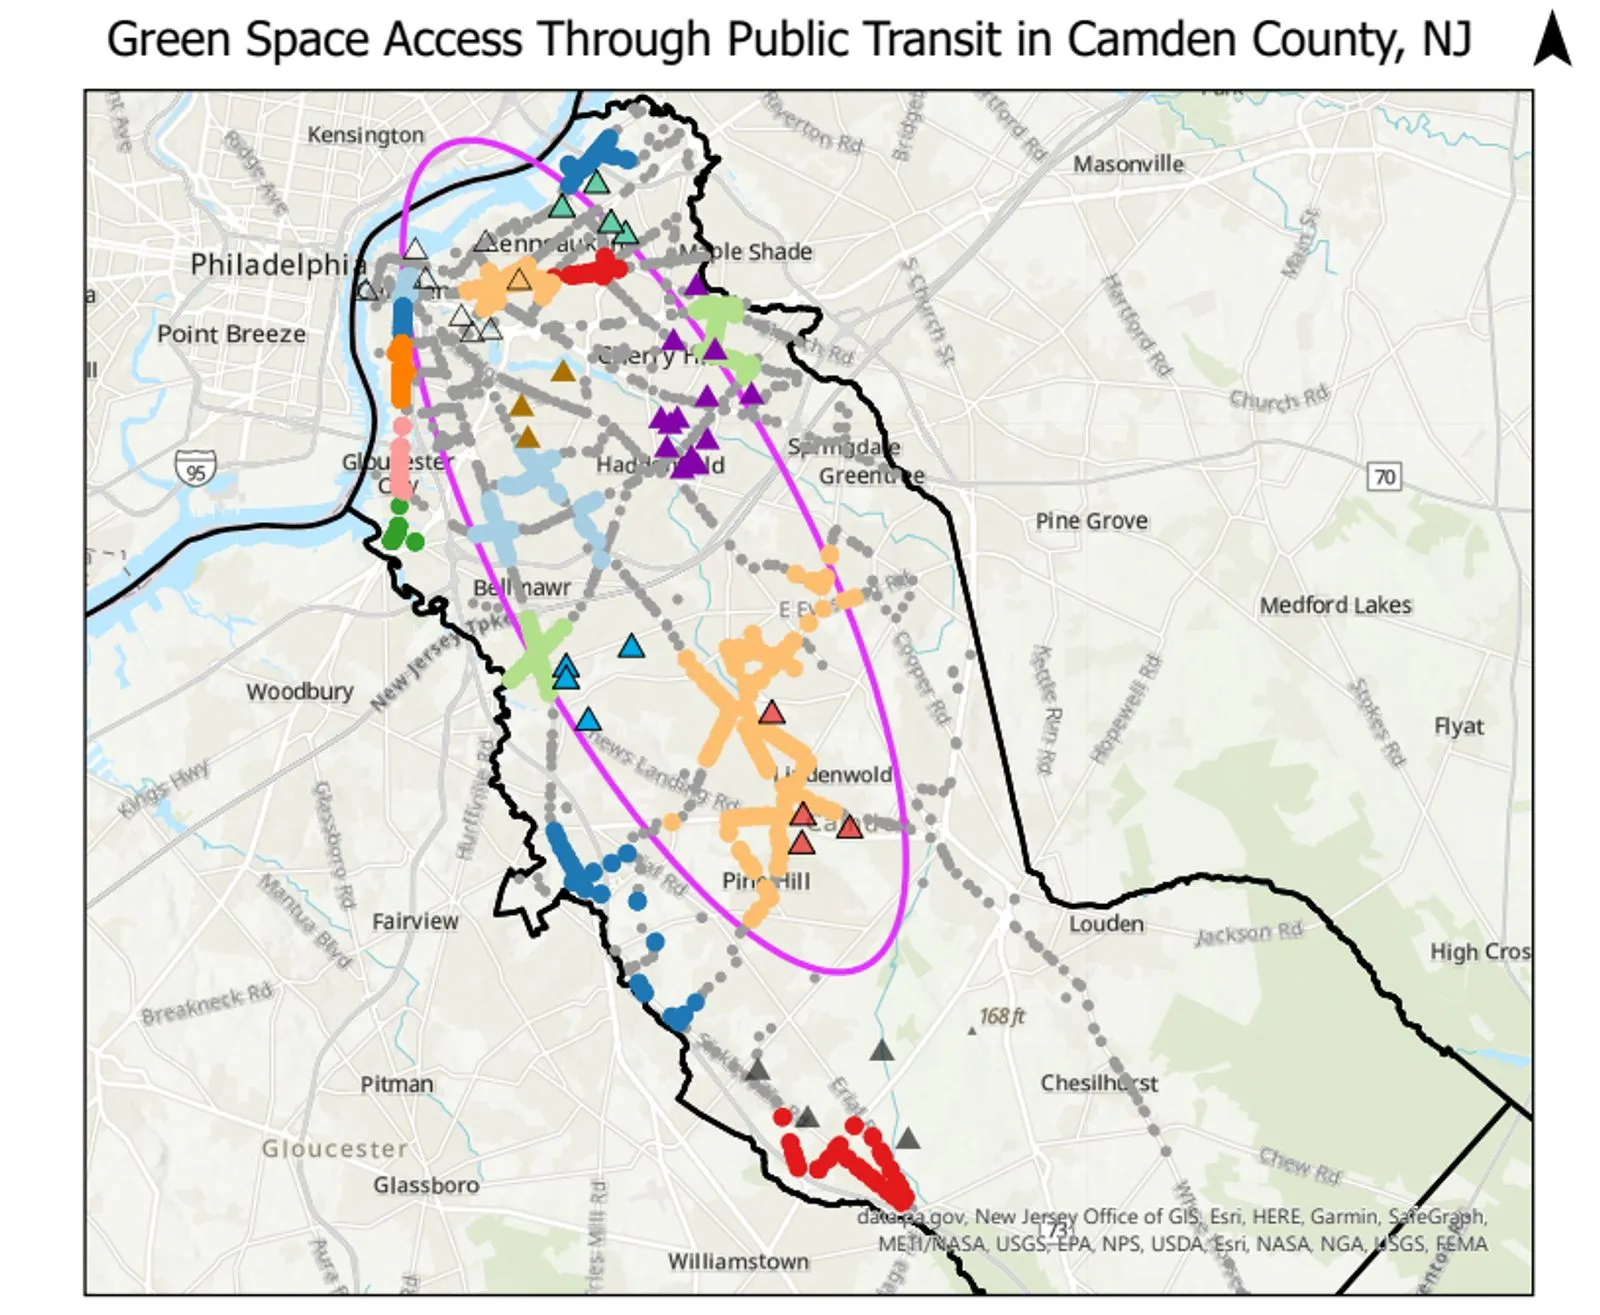 Green Space Access Through Public Transit in Camden County, NJ
Kensington
Ridge Ave
Riverton Rd
Masonville
Main St
Philadelphia
Maple Shade
S Church St
Hartford Rd
Point Breeze
Cherry Hill
Church Rd
95
Gloucester
City
Haddonfield
Springdale
Greentree
70
Pine Grove
Bellmawr
Medford Lakes
New Jersey Tpke
Woodbury
Cooper Rd
Kettle Run Rd
Hopewell Rd
Stokes Rd
Flyat
Kings Hwy
Glassboro Rd
Hurffville Rd
Lindenwold
Camden
Pine Hill
Mantua Blvd
Fairview
Louden
Jackson Rd
High Cros
Breakneck Rd
168 ft
Pitman
Erial R
Chesilhurst
Gloucester
Glassboro
Chew Rd
data.pa.gov, New Jersey Office of GIS, Esri, HERE, Garmin, SafeGraph,
73
METI/NASA, USGS, EPA, NPS, USDA, Esri, NASA, NGA, USGS, FEMA
Williamstown